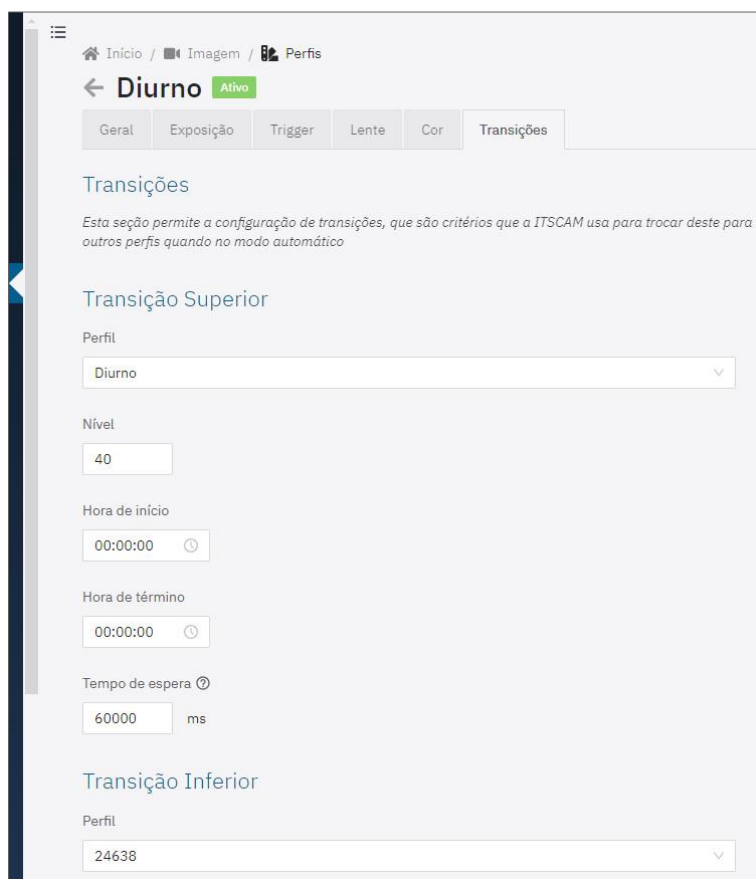 Início / Imagem / Perfis
Diurno Ativo
Geral Exposição Trigger Lente Cor Transições
Transições
Esta seção permite a configuração de transições, que são critérios que a ITSCAM usa para trocar deste para
outros perfis quando no modo automático
Transição Superior
Perfil
Diurno
Nível
40
Hora de início
00:00:00
Hora de término
00:00:00
Tempo de espera
60000 ms
Transição Inferior
Perfil
24638